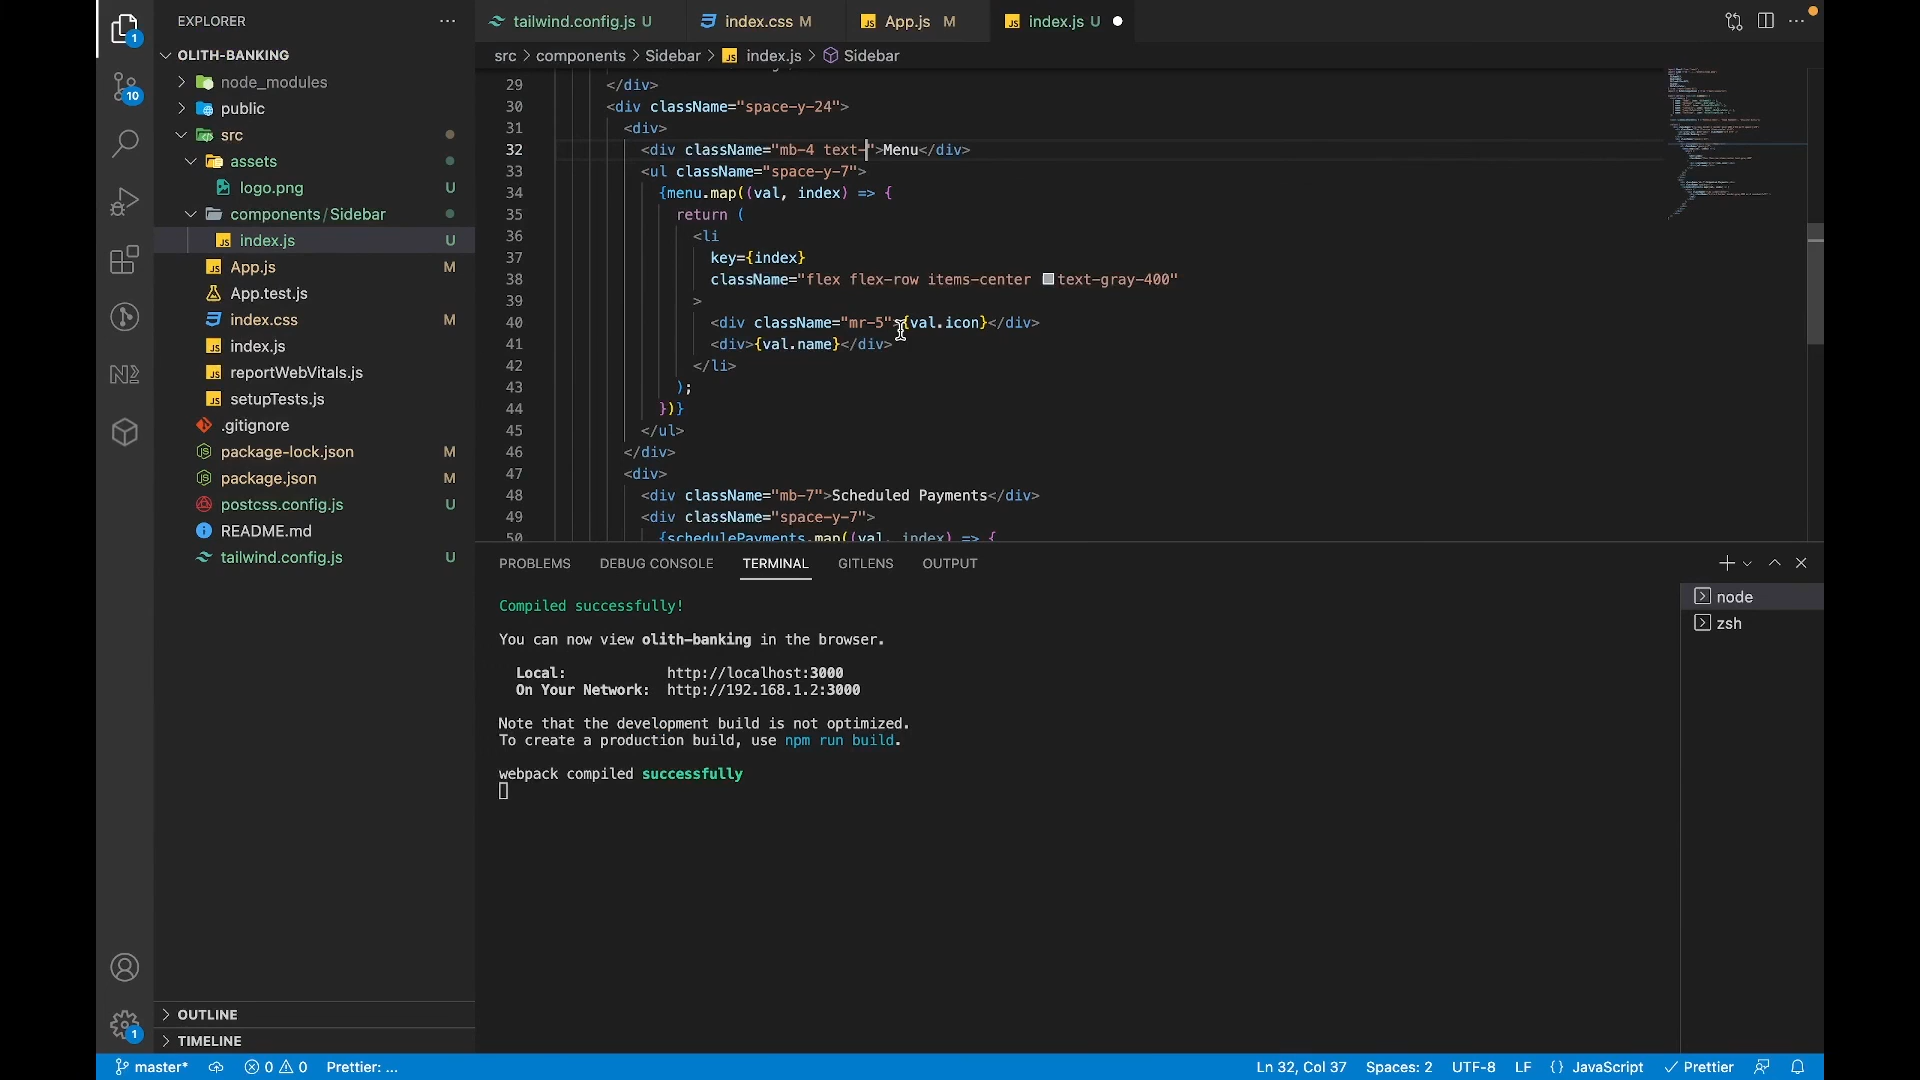 EXPLORER
OLITH-BANKING
node_modules
public
src
assets
logo.png U
components/Sidebar
index.js U
App.js M
App.test.js
index.css
index.js
reportWebVitals.js
setupTests.js
.gitignore
package-lock.json M
package.json M
postcss.config.js U
README.md
tailwind.config.js U
OUTLINE
TIMELINE
1
10
1
tailwind.config.js U index.css M App.js M index.js U
src > components > Sidebar > index.js > Sidebar
29 </div>
30 <div className="space-y-24">
31 <div>
32 <div className="mb-4 text-">Menu</div>
33 <ul className="space-y-7">
34 {menu.map((val, index) => {
35 return (
36 <li
37 key={index}
38 className="flex flex-row items-center text-gray-400"
39 >
40 <div className="mr-5">{val.icon}</div>
41 <div>{val.name}</div>
42 </li>
43 );
44 })}
45 </ul>
46 </div>
47 <div>
48 <div className="mb-7">Scheduled Payments</div>
49 <div className="space-y-7">
50 {schedulePayments.map((val, index) => {
PROBLEMS DEBUG CONSOLE TERMINAL GITLENS OUTPUT
Compiled successfully!
You can now view olith-banking in the browser.
Local: http://localhost:3000
On Your Network: http://192.168.1.2:3000
Note that the development build is not optimized.
To create a production build, use npm run build.
webpack compiled successfully
node
zsh
master* 0 0 Prettier: ... Ln 32, Col 37 Spaces: 2 UTF-8 LF {} JavaScript Prettier